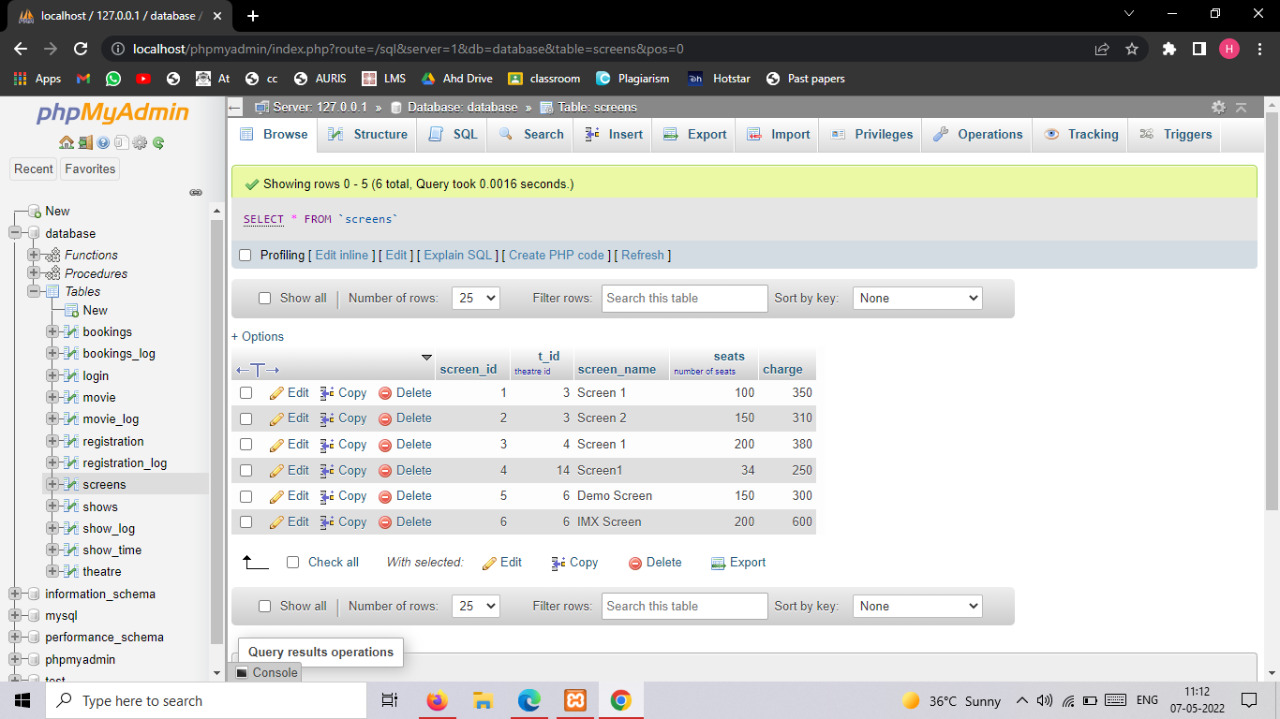 localhost / 127.0.0.1 / database /
localhost/phpmyadmin/index.php?route=/sql&server=1&db=database&table=screens&pos=0
H
Apps At cc AURIS LMS Ahd Drive classroom Plagiarism Hotstar Past papers
phpMyAdmin
Recent Favorites
New
database
Functions
Procedures
Tables
New
bookings
bookings_log
login
movie
movie_log
registration
registration_log
screens
shows
show_log
show_time
theatre
information_schema
mysql
performance_schema
phpmyadmin
test
Server: 127.0.0.1 » Database: database » Table: screens
Browse Structure SQL Search Insert Export Import Privileges Operations Tracking Triggers
Showing rows 0 - 5 (6 total, Query took 0.0016 seconds.)
SELECT * FROM `screens`
Profiling [ Edit inline ] [ Edit ] [ Explain SQL ] [ Create PHP code ] [ Refresh ]
Show all Number of rows: 25 Filter rows: Search this table Sort by key: None
+ Options
←T→ screen_id t_id theatre id screen_name seats number of seats charge
Edit Copy Delete 1 3 Screen 1 100 350
Edit Copy Delete 2 3 Screen 2 150 310
Edit Copy Delete 3 4 Screen 1 200 380
Edit Copy Delete 4 14 Screen1 34 250
Edit Copy Delete 5 6 Demo Screen 150 300
Edit Copy Delete 6 6 IMX Screen 200 600
Check all With selected: Edit Copy Delete Export
Show all Number of rows: 25 Filter rows: Search this table Sort by key: None
Query results operations
Console
Type here to search
36°C Sunny ENG 11:12
07-05-2022